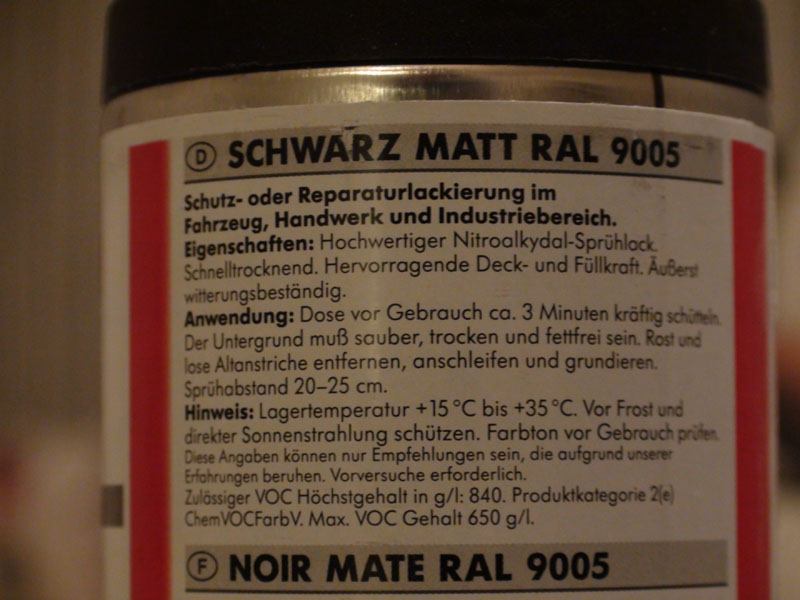 D SCHWARZ MATT RAL 9005
Schutz- oder Reparaturlackierung im
Fahrzeug, Handwerk und Industriebereich.
Eigenschaften: Hochwertiger Nitroalkydal-Sprühlack.
Schnelltrocknend. Hervorragende Deck- und Füllkraft. Äußerst
witterungsbeständig.
Anwendung: Dose vor Gebrauch ca. 3 Minuten kräftig schütteln.
Der Untergrund muß sauber, trocken und fettfrei sein. Rost und
lose Altanstriche entfernen, anschleifen und grundieren.
Sprühabstand 20–25 cm.
Hinweis: Lagertemperatur +15°C bis +35°C. Vor Frost und
direkter Sonnenstrahlung schützen. Farbton vor Gebrauch prüfen.
Diese Angaben können nur Empfehlungen sein, die aufgrund unserer
Erfahrungen beruhen. Vorversuche erforderlich.
Zulässiger VOC Höchstgehalt in g/l: 840. Produktkategorie 2(e)
ChemVOCFarbV. Max. VOC Gehalt 650 g/l.
F NOIR MATE RAL 9005